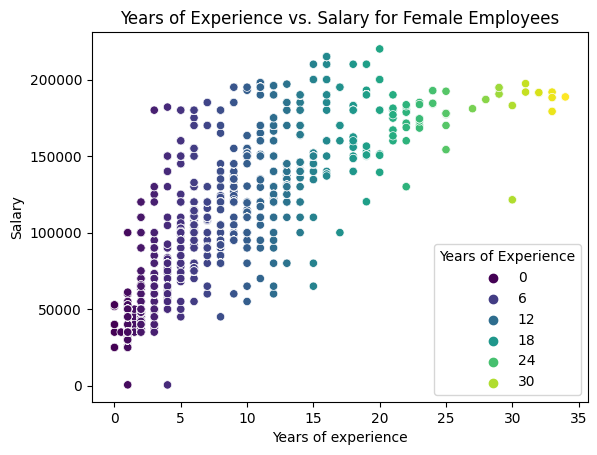 Years of Experience vs. Salary for Female Employees
Salary
200000
150000
100000
50000
0
0 5 10 15 20 25 30 35
Years of experience
Years of Experience
0
6
12
18
24
30